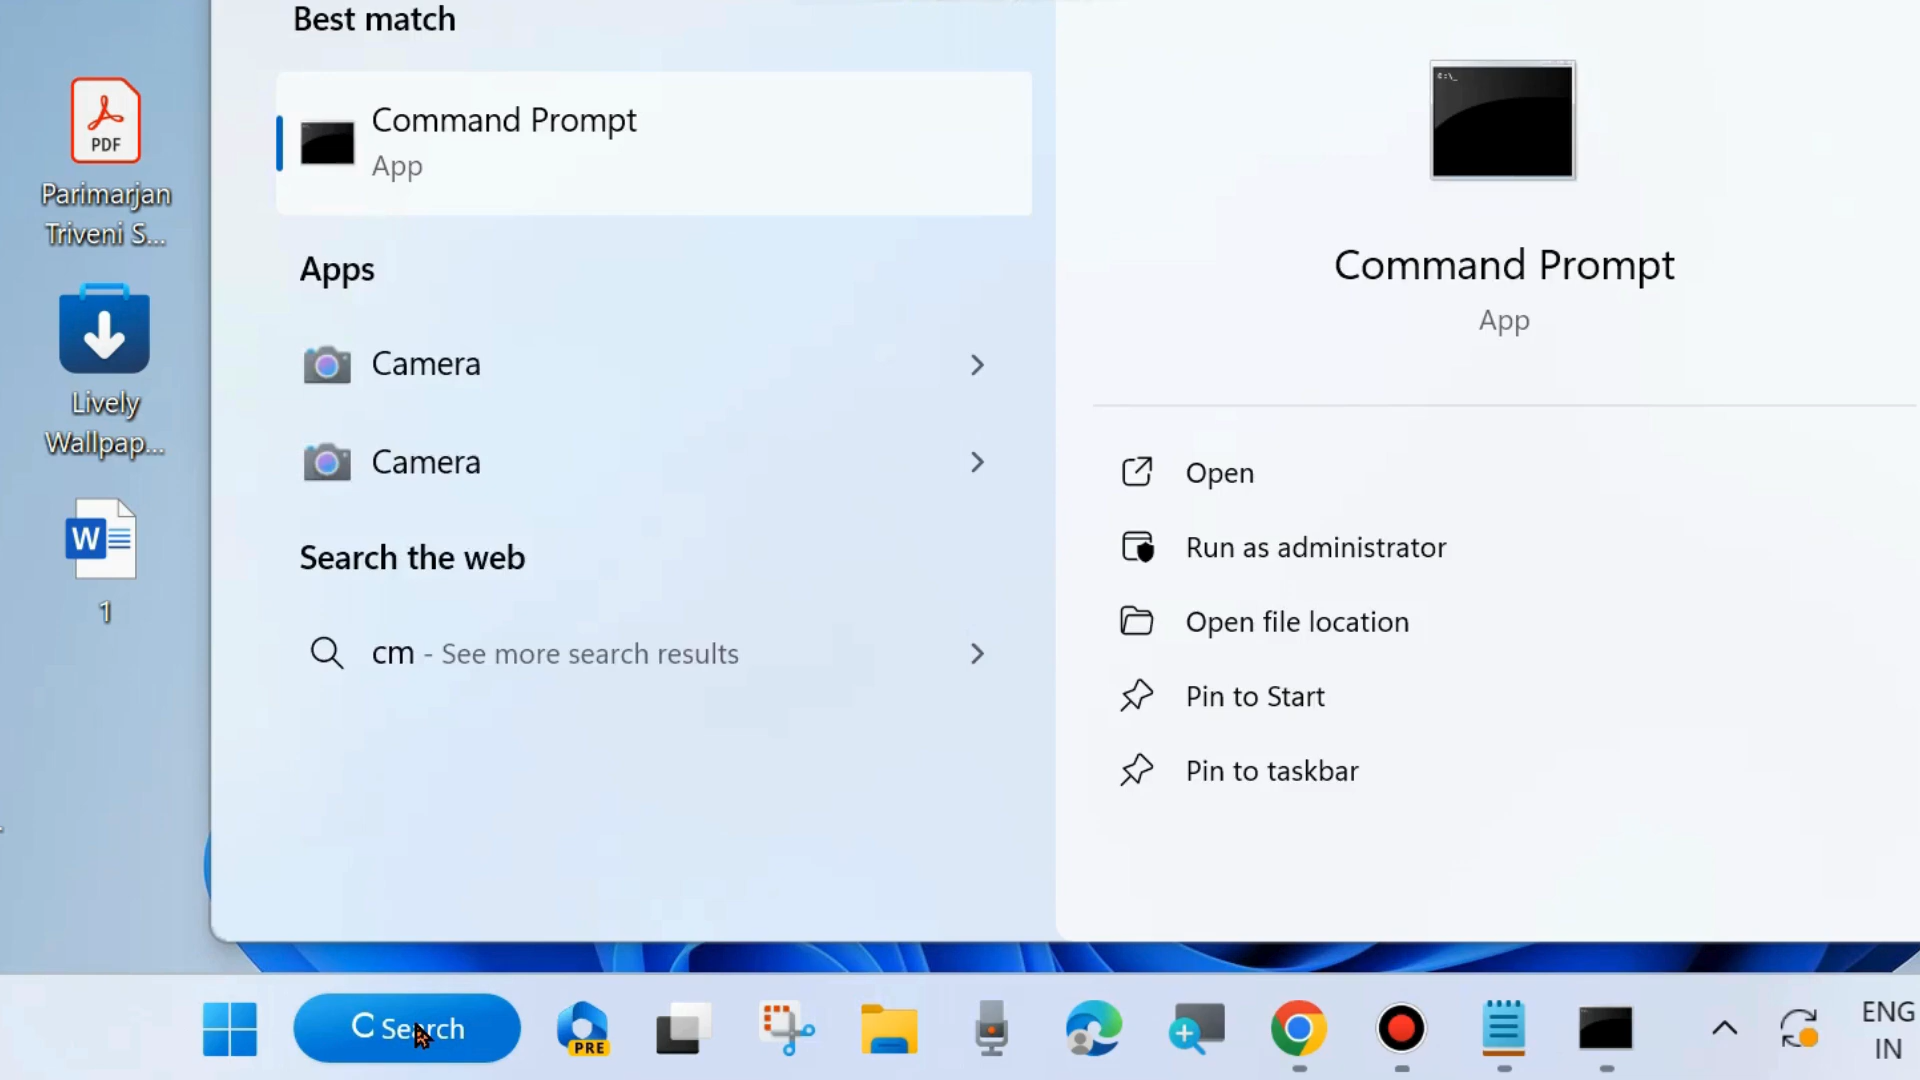 Best match
Command Prompt
App
Apps
Camera
Camera
Search the web
cm - See more search results
Command Prompt
App
Open
Run as administrator
Open file location
Pin to Start
Pin to taskbar
PDF
Parimarjan
Triveni S...
Lively
Wallpap...
W
1
C:\_
Search
PRE
ENG
IN